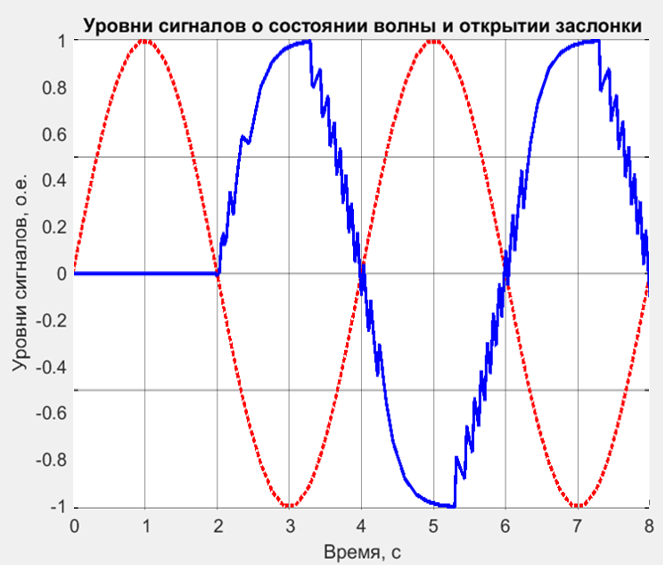 Уровни сигналов о состоянии волны и открытии заслонки
1
0.8
0.6
0.4
0.2
0
-0.2
-0.4
-0.6
-0.8
-1
Уровни сигналов, о.е.
0 1 2 3 4 5 6 7 8
Время, с